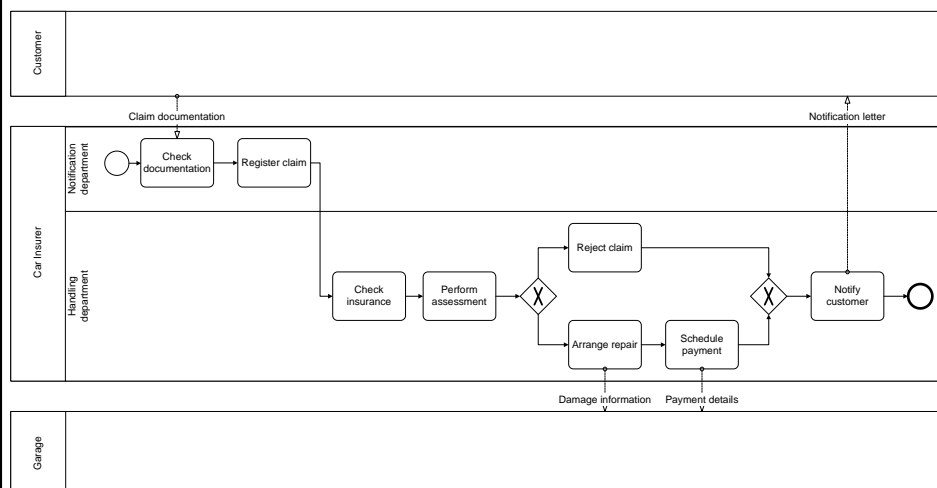 Customer
Claim documentation
Notification letter
Car Insurer
Notification
department
Check
documentation
Register claim
Handling
department
Check
insurance
Perform
assessment
X
Reject claim
Arrange repair
Schedule
payment
X
Notify
customer
Damage information
Payment details
Garage